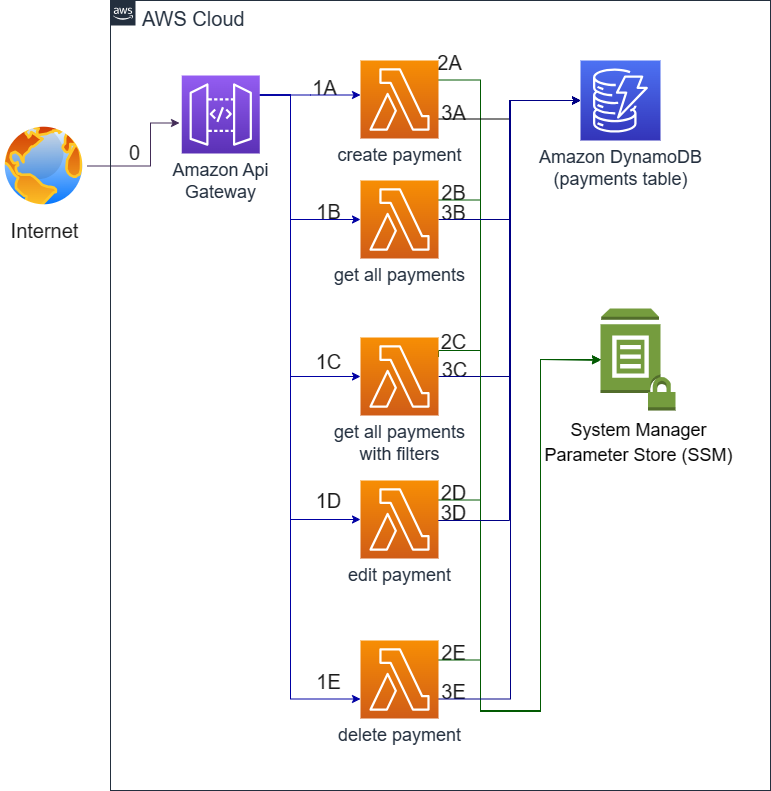 aws
AWS Cloud
0
Internet
Amazon Api
Gateway
1A
2A
3A
create payment
Amazon DynamoDB
(payments table)
1B
2B
3B
get all payments
1C
2C
3C
get all payments
with filters
System Manager
Parameter Store (SSM)
1D
2D
3D
edit payment
1E
2E
3E
delete payment